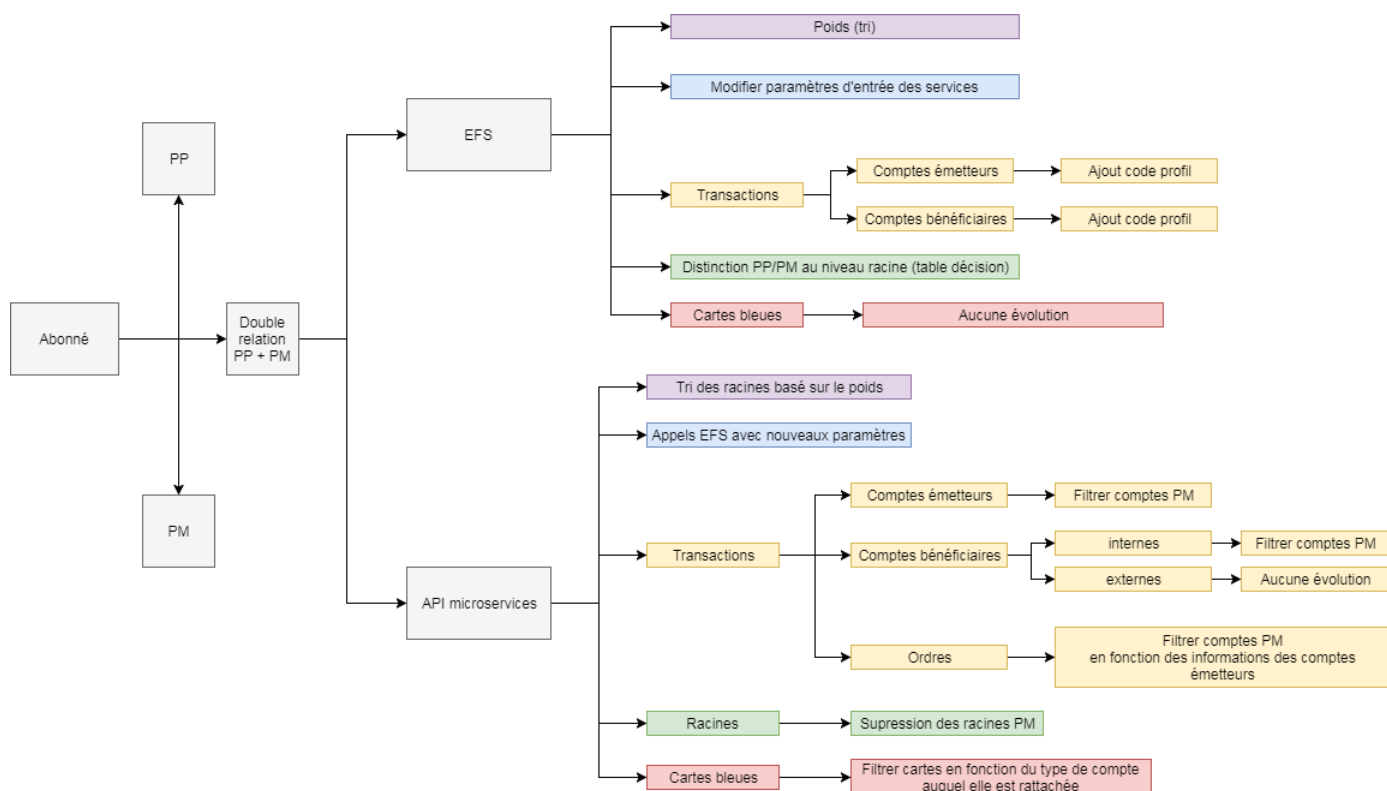 Abonné
PP
PM
Double
relation
PP + PM
EFS
Poids (tri)
Modifier paramètres d'entrée des services
Transactions
Comptes émetteurs
Ajout code profil
Comptes bénéficiaires
Ajout code profil
Distinction PP/PM au niveau racine (table décision)
Cartes bleues
Aucune évolution
API microservices
Tri des racines basé sur le poids
Appels EFS avec nouveaux paramètres
Transactions
Comptes émetteurs
Filtrer comptes PM
Comptes bénéficiaires
internes
Filtrer comptes PM
externes
Aucune évolution
Ordres
Filtrer comptes PM
en fonction des informations des comptes
émetteurs
Racines
Supression des racines PM
Cartes bleues
Filtrer cartes en fonction du type de compte
auquel elle est rattachée